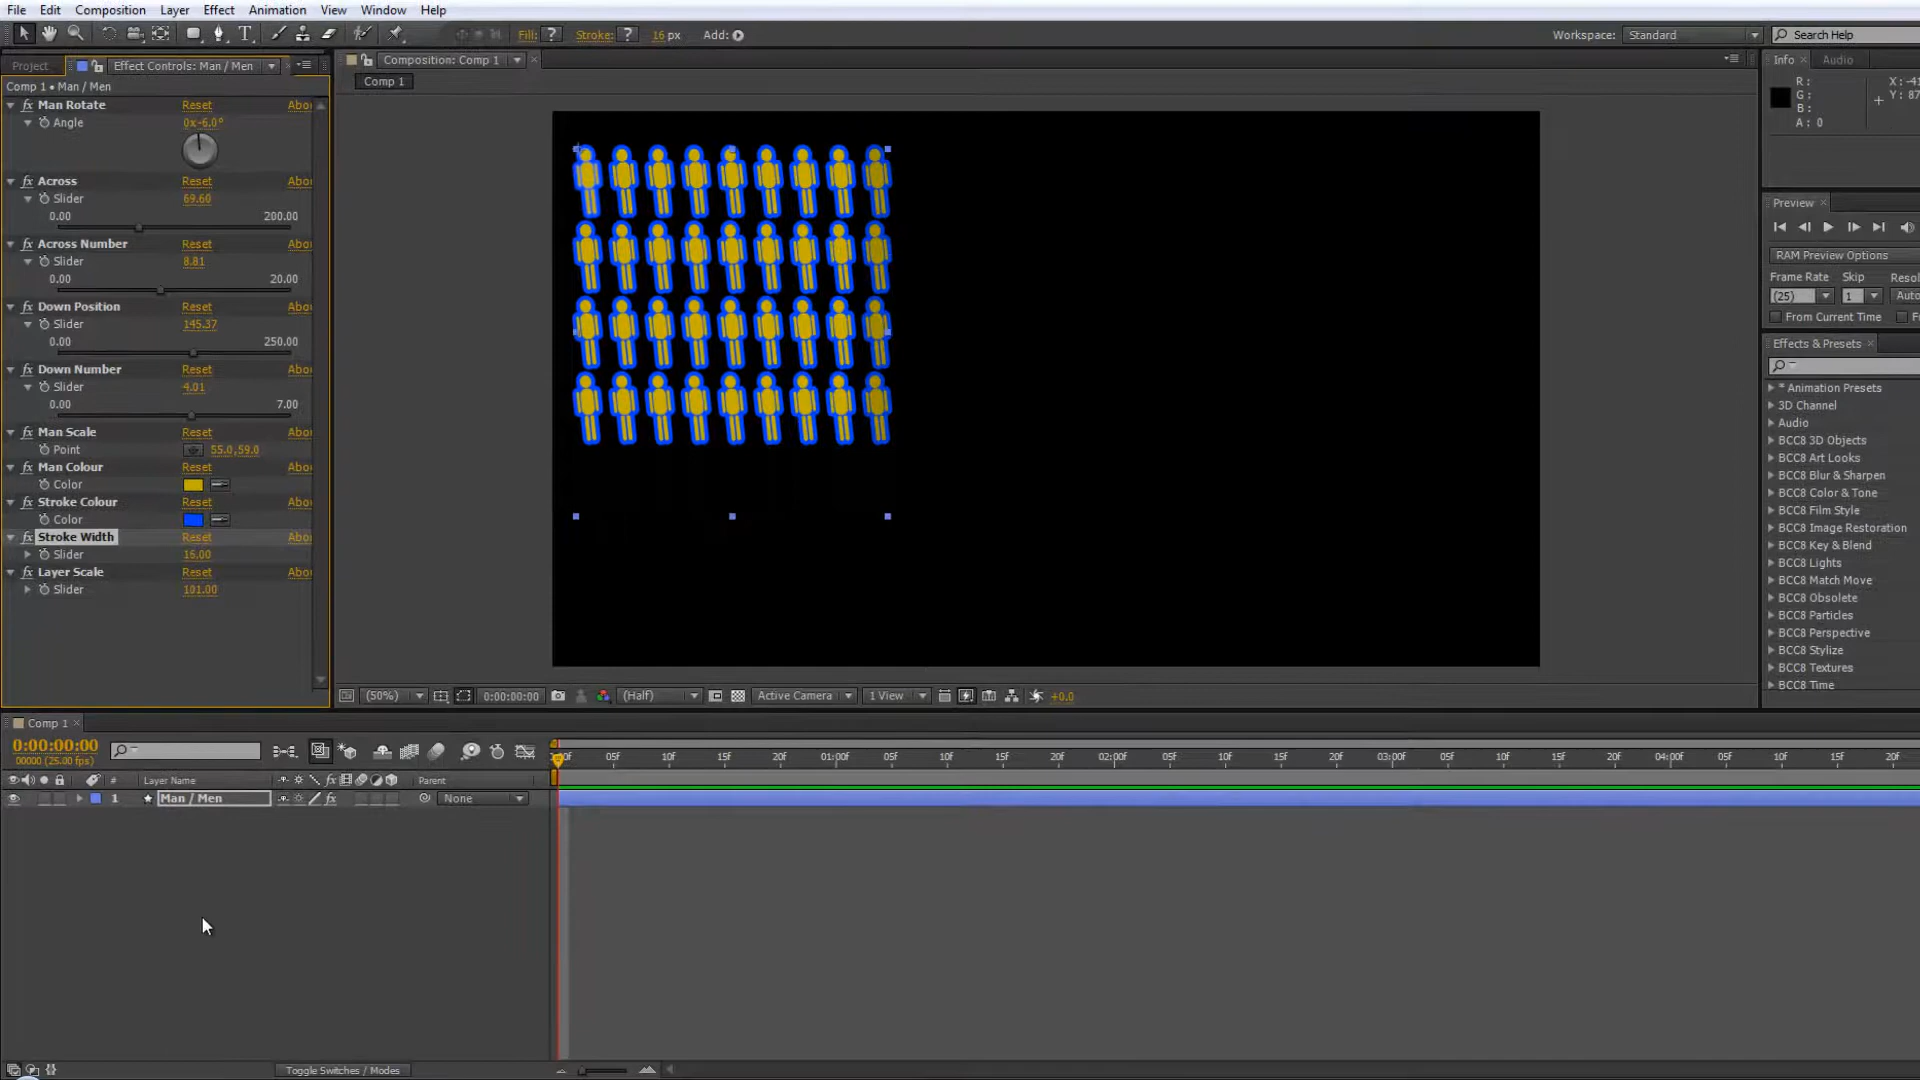 File Edit Composition Layer Effect Animation View Window Help
Fill: ? Stroke: ? 16 px Add: Workspace: Standard Search Help
Project Effect Controls: Man / Men Composition: Comp 1 Info Audio
Comp 1 • Man / Men Comp 1
R: G: B: A: 0
Man Rotate Reset
Angle 0x-6.0°
Across Reset
Slider 69.60
0.00 200.00
Across Number Reset
Slider 8.81
0.00 20.00
Down Position Reset
Slider 145.37
0.00 250.00
Down Number Reset
Slider 4.01
0.00 7.00
Man Scale Reset
Point 55.0,59.0
Man Colour Reset
Color
Stroke Colour Reset
Color
Stroke Width Reset
Slider
Layer Scale Reset
Slider 101.00
Preview
RAM Preview Options
Frame Rate Skip
(25) 1
From Current Time
Effects & Presets
* Animation Presets
3D Channel
Audio
BCC8 3D Objects
BCC8 Art Looks
BCC8 Blur & Sharpen
BCC8 Color & Tone
BCC8 Film Style
BCC8 Image Restoration
BCC8 Key & Blend
BCC8 Lights
BCC8 Match Move
BCC8 Obsolete
BCC8 Particles
BCC8 Perspective
BCC8 Stylize
BCC8 Textures
BCC8 Time
(50%) 0:00:00:00 (Half) Active Camera 1 View +0.0
Comp 1
0:00:00:00
00000 (25.00 fps)
05f 10f 15f 20f 01:00f 05f 10f 15f 20f 02:00f 05f 10f 15f 20f 03:00f 05f 10f 15f 20f 04:00f 05f 10f 15f 20f
# Layer Name Parent
1 Man / Men None
Toggle Switches / Modes